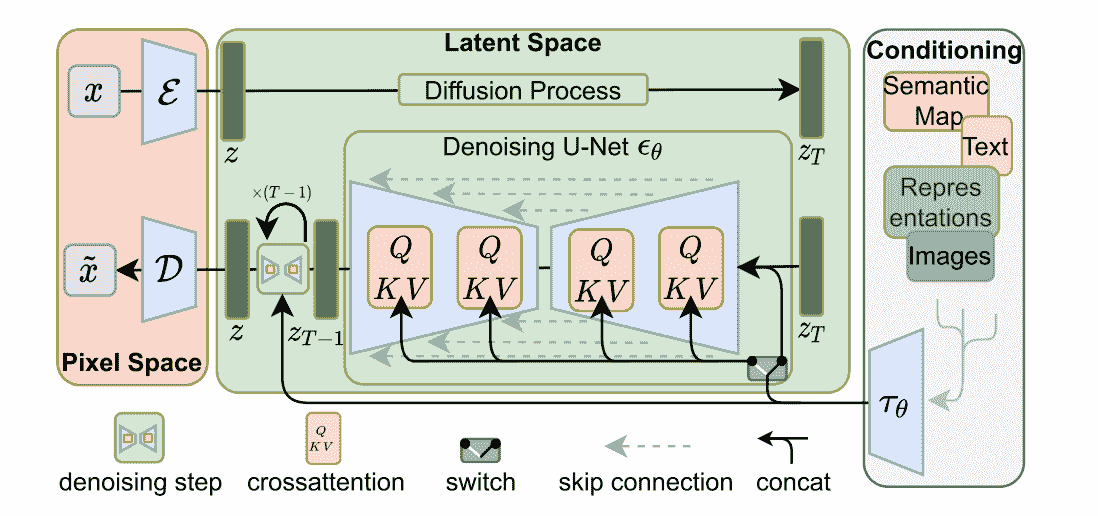 Latent Space
Conditioning
x
ℰ
Diffusion Process
z
z_T
Semantic
Map
Text
Denoising U-Net ϵ_θ
Repres
entations
Images
×(T−1)
Q
KV
Q
KV
Q
KV
Q
KV
x̃
𝒟
z
z_{T−1}
z_T
Pixel Space
τ_θ
Q
KV
denoising step
crossattention
switch
skip connection
concat